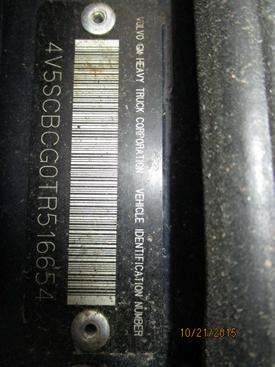 VOLVO GM HEAVY TRUCK CORPORATION VEHICLE IDENTIFICATION NUMBER
4V5SCBCG0TR516654
10/21/2015